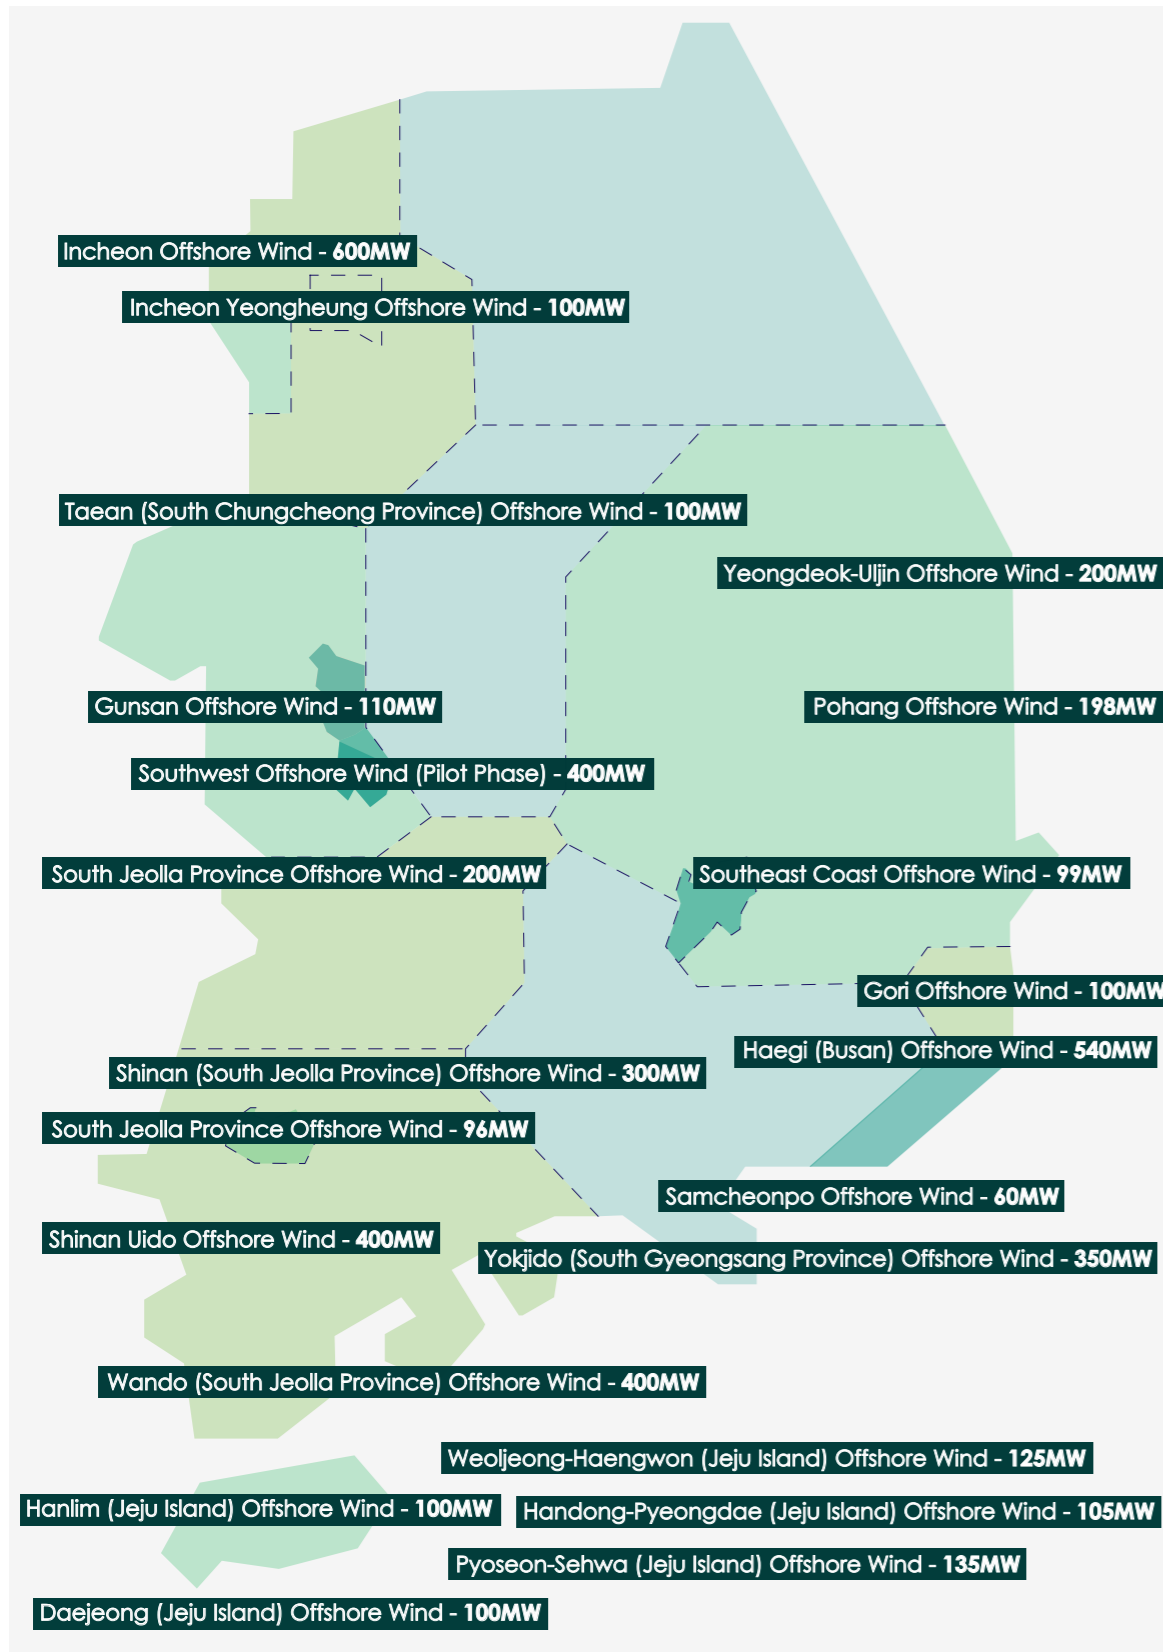 Incheon Offshore Wind - 600MW
Incheon Yeongheung Offshore Wind - 100MW
Taean (South Chungcheong Province) Offshore Wind - 100MW
Yeongdeok-Uljin Offshore Wind - 200MW
Gunsan Offshore Wind - 110MW
Pohang Offshore Wind - 198MW
Southwest Offshore Wind (Pilot Phase) - 400MW
South Jeolla Province Offshore Wind - 200MW
Southeast Coast Offshore Wind - 99MW
Gori Offshore Wind - 100MW
Haegi (Busan) Offshore Wind - 540MW
Shinan (South Jeolla Province) Offshore Wind - 300MW
South Jeolla Province Offshore Wind - 96MW
Samcheonpo Offshore Wind - 60MW
Shinan Uido Offshore Wind - 400MW
Yokjido (South Gyeongsang Province) Offshore Wind - 350MW
Wando (South Jeolla Province) Offshore Wind - 400MW
Weoljeong-Haengwon (Jeju Island) Offshore Wind - 125MW
Hanlim (Jeju Island) Offshore Wind - 100MW
Handong-Pyeongdae (Jeju Island) Offshore Wind - 105MW
Pyoseon-Sehwa (Jeju Island) Offshore Wind - 135MW
Daejeong (Jeju Island) Offshore Wind - 100MW